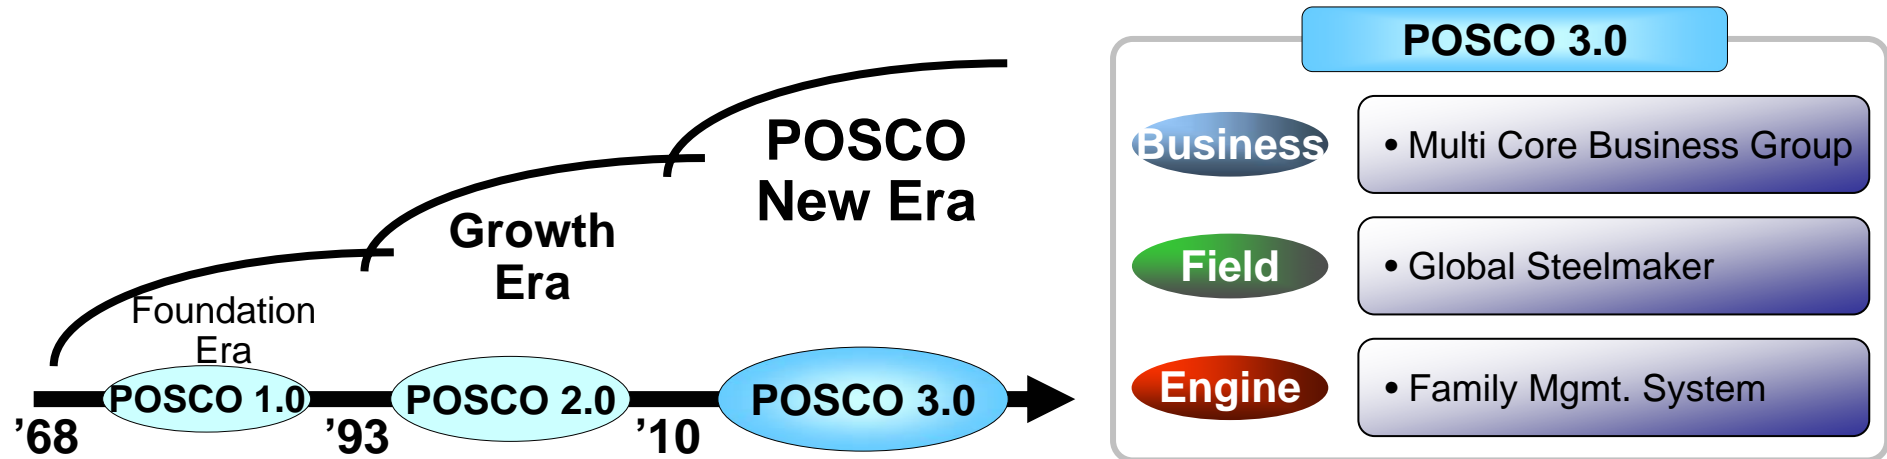 POSCO
New Era
Growth
Era
Foundation
Era
POSCO 1.0
POSCO 2.0
POSCO 3.0
’68
’93
’10
POSCO 3.0
Business
• Multi Core Business Group
Field
• Global Steelmaker
Engine
• Family Mgmt. System